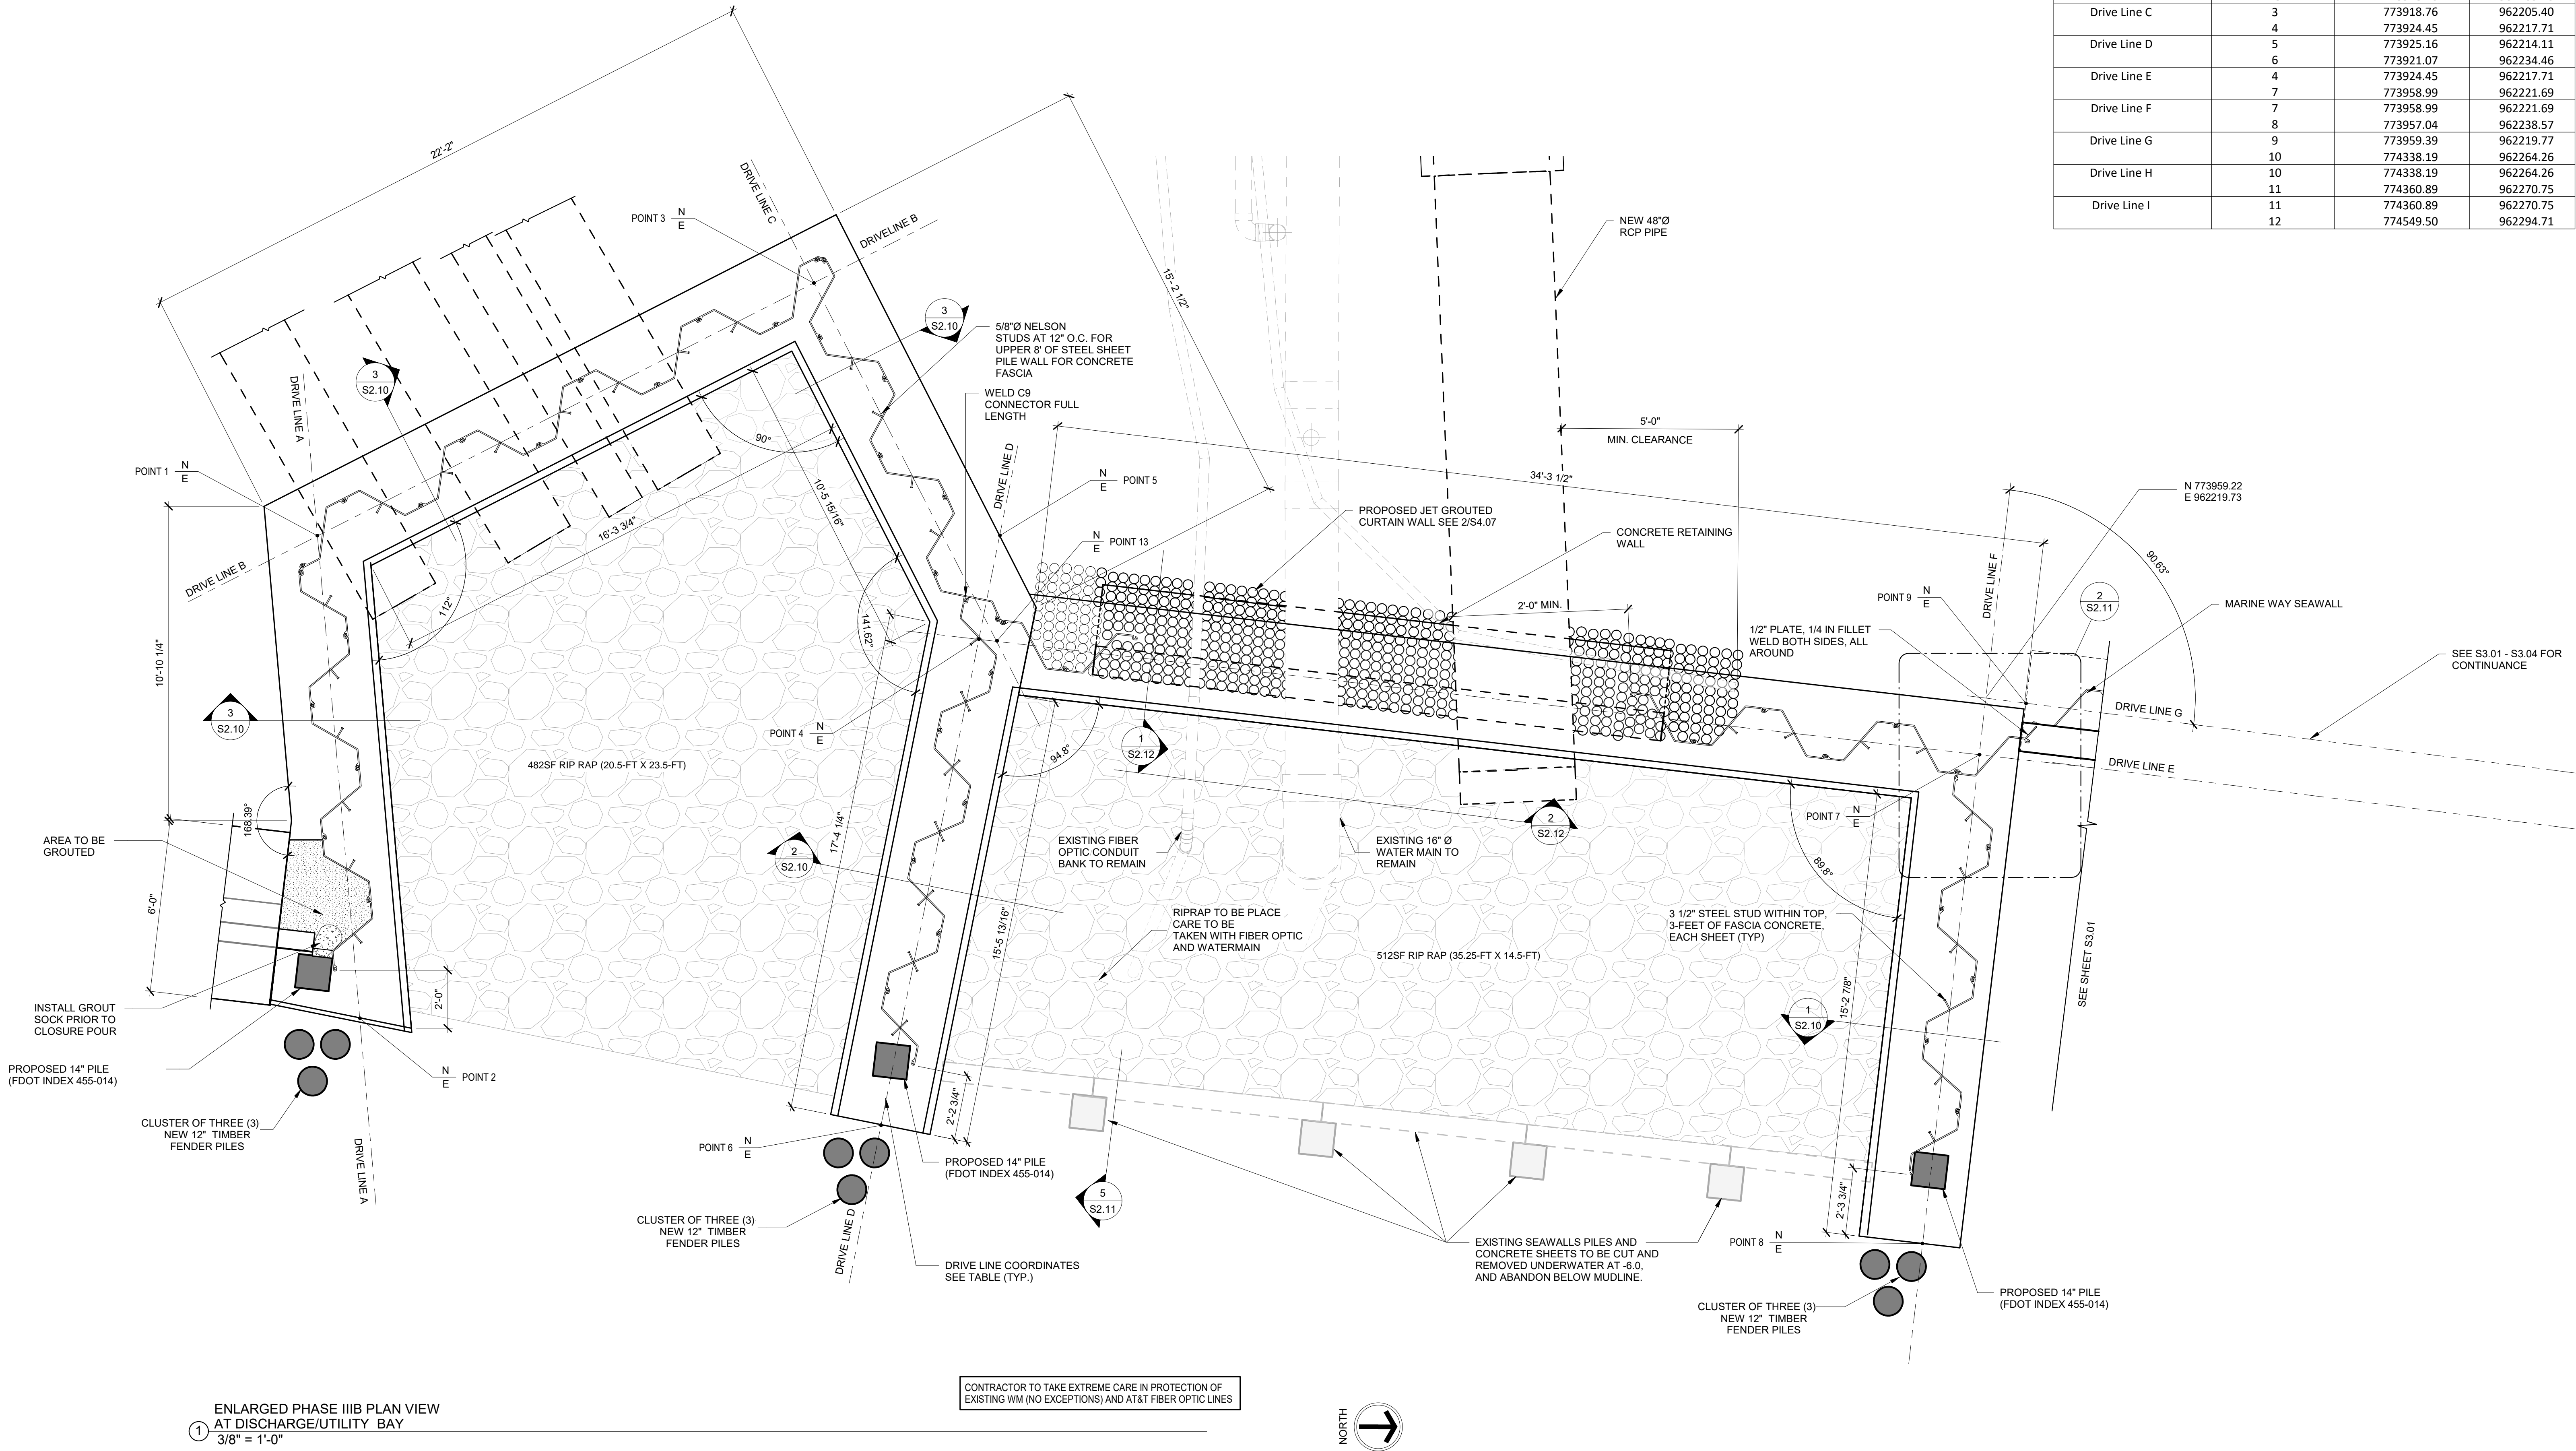 Drive Line C 3 773918.76 962205.40
4 773924.45 962217.71
Drive Line D 5 773925.16 962214.11
6 773921.07 962234.46
Drive Line E 4 773924.45 962217.71
7 773958.99 962221.69
Drive Line F 7 773958.99 962221.69
8 773957.04 962238.57
Drive Line G 9 773959.39 962219.77
10 774338.19 962264.26
Drive Line H 10 774338.19 962264.26
11 774360.89 962270.75
Drive Line I 11 774360.89 962270.75
12 774549.50 962294.71
22'-2"
DRIVE LINE C
POINT 3 N
E
DRIVELINE B
15'- 2 1/2"
NEW 48"Ø
RCP PIPE
3
S2.10
3
S2.10
5/8"Ø NELSON
STUDS AT 12" O.C. FOR
UPPER 8' OF STEEL SHEET
PILE WALL FOR CONCRETE
FASCIA
WELD C9
CONNECTOR FULL
LENGTH
DRIVE LINE A
90°
DRIVE LINE D
5'-0"
MIN. CLEARANCE
34'-3 1/2"
POINT 1 N
E
N
E POINT 5
10'-5 15/16"
16'-3 3/4"
PROPOSED JET GROUTED
CURTAIN WALL SEE 2/S4.07
CONCRETE RETAINING
WALL
N 773959.22
E 962219.73
90.63°
DRIVE LINE F
N
E POINT 13
DRIVE LINE B
112°
141.62°
2'-0" MIN.
POINT 9 N
E
2
S2.11
MARINE WAY SEAWALL
1/2" PLATE, 1/4 IN FILLET
WELD BOTH SIDES, ALL
AROUND
SEE S3.01 - S3.04 FOR
CONTINUANCE
10'-10 1/4"
3
S2.10
POINT 4 N
E
1
S2.12
94.8°
DRIVE LINE G
DRIVE LINE E
482SF RIP RAP (20.5-FT X 23.5-FT)
168.39°
AREA TO BE
GROUTED
2
S2.10
17'-4 1/4"
EXISTING FIBER
OPTIC CONDUIT
BANK TO REMAIN
EXISTING 16" Ø
WATER MAIN TO
REMAIN
2
S2.12
POINT 7 N
E
89.8°
6'-0"
RIPRAP TO BE PLACE
CARE TO BE
TAKEN WITH FIBER OPTIC
AND WATERMAIN
15'-5 13/16"
3 1/2" STEEL STUD WITHIN TOP,
3-FEET OF FASCIA CONCRETE,
EACH SHEET (TYP)
512SF RIP RAP (35.25-FT X 14.5-FT)
SEE SHEET S3.01
2'-0"
INSTALL GROUT
SOCK PRIOR TO
CLOSURE POUR
1
S2.10
15'-2 7/8"
PROPOSED 14" PILE
(FDOT INDEX 455-014)
N
E POINT 2
CLUSTER OF THREE (3)
NEW 12" TIMBER
FENDER PILES
DRIVE LINE A
2'-2 3/4"
POINT 6 N
E
PROPOSED 14" PILE
(FDOT INDEX 455-014)
5
S2.11
2'-3 3/4"
CLUSTER OF THREE (3)
NEW 12" TIMBER
FENDER PILES
DRIVE LINE D
DRIVE LINE COORDINATES
SEE TABLE (TYP.)
EXISTING SEAWALLS PILES AND
CONCRETE SHEETS TO BE CUT AND
REMOVED UNDERWATER AT -6.0,
AND ABANDON BELOW MUDLINE.
POINT 8 N
E
CLUSTER OF THREE (3)
NEW 12" TIMBER
FENDER PILES
PROPOSED 14" PILE
(FDOT INDEX 455-014)
CONTRACTOR TO TAKE EXTREME CARE IN PROTECTION OF
EXISTING WM (NO EXCEPTIONS) AND AT&T FIBER OPTIC LINES
1 ENLARGED PHASE IIIB PLAN VIEW
AT DISCHARGE/UTILITY BAY
3/8" = 1'-0"
NORTH